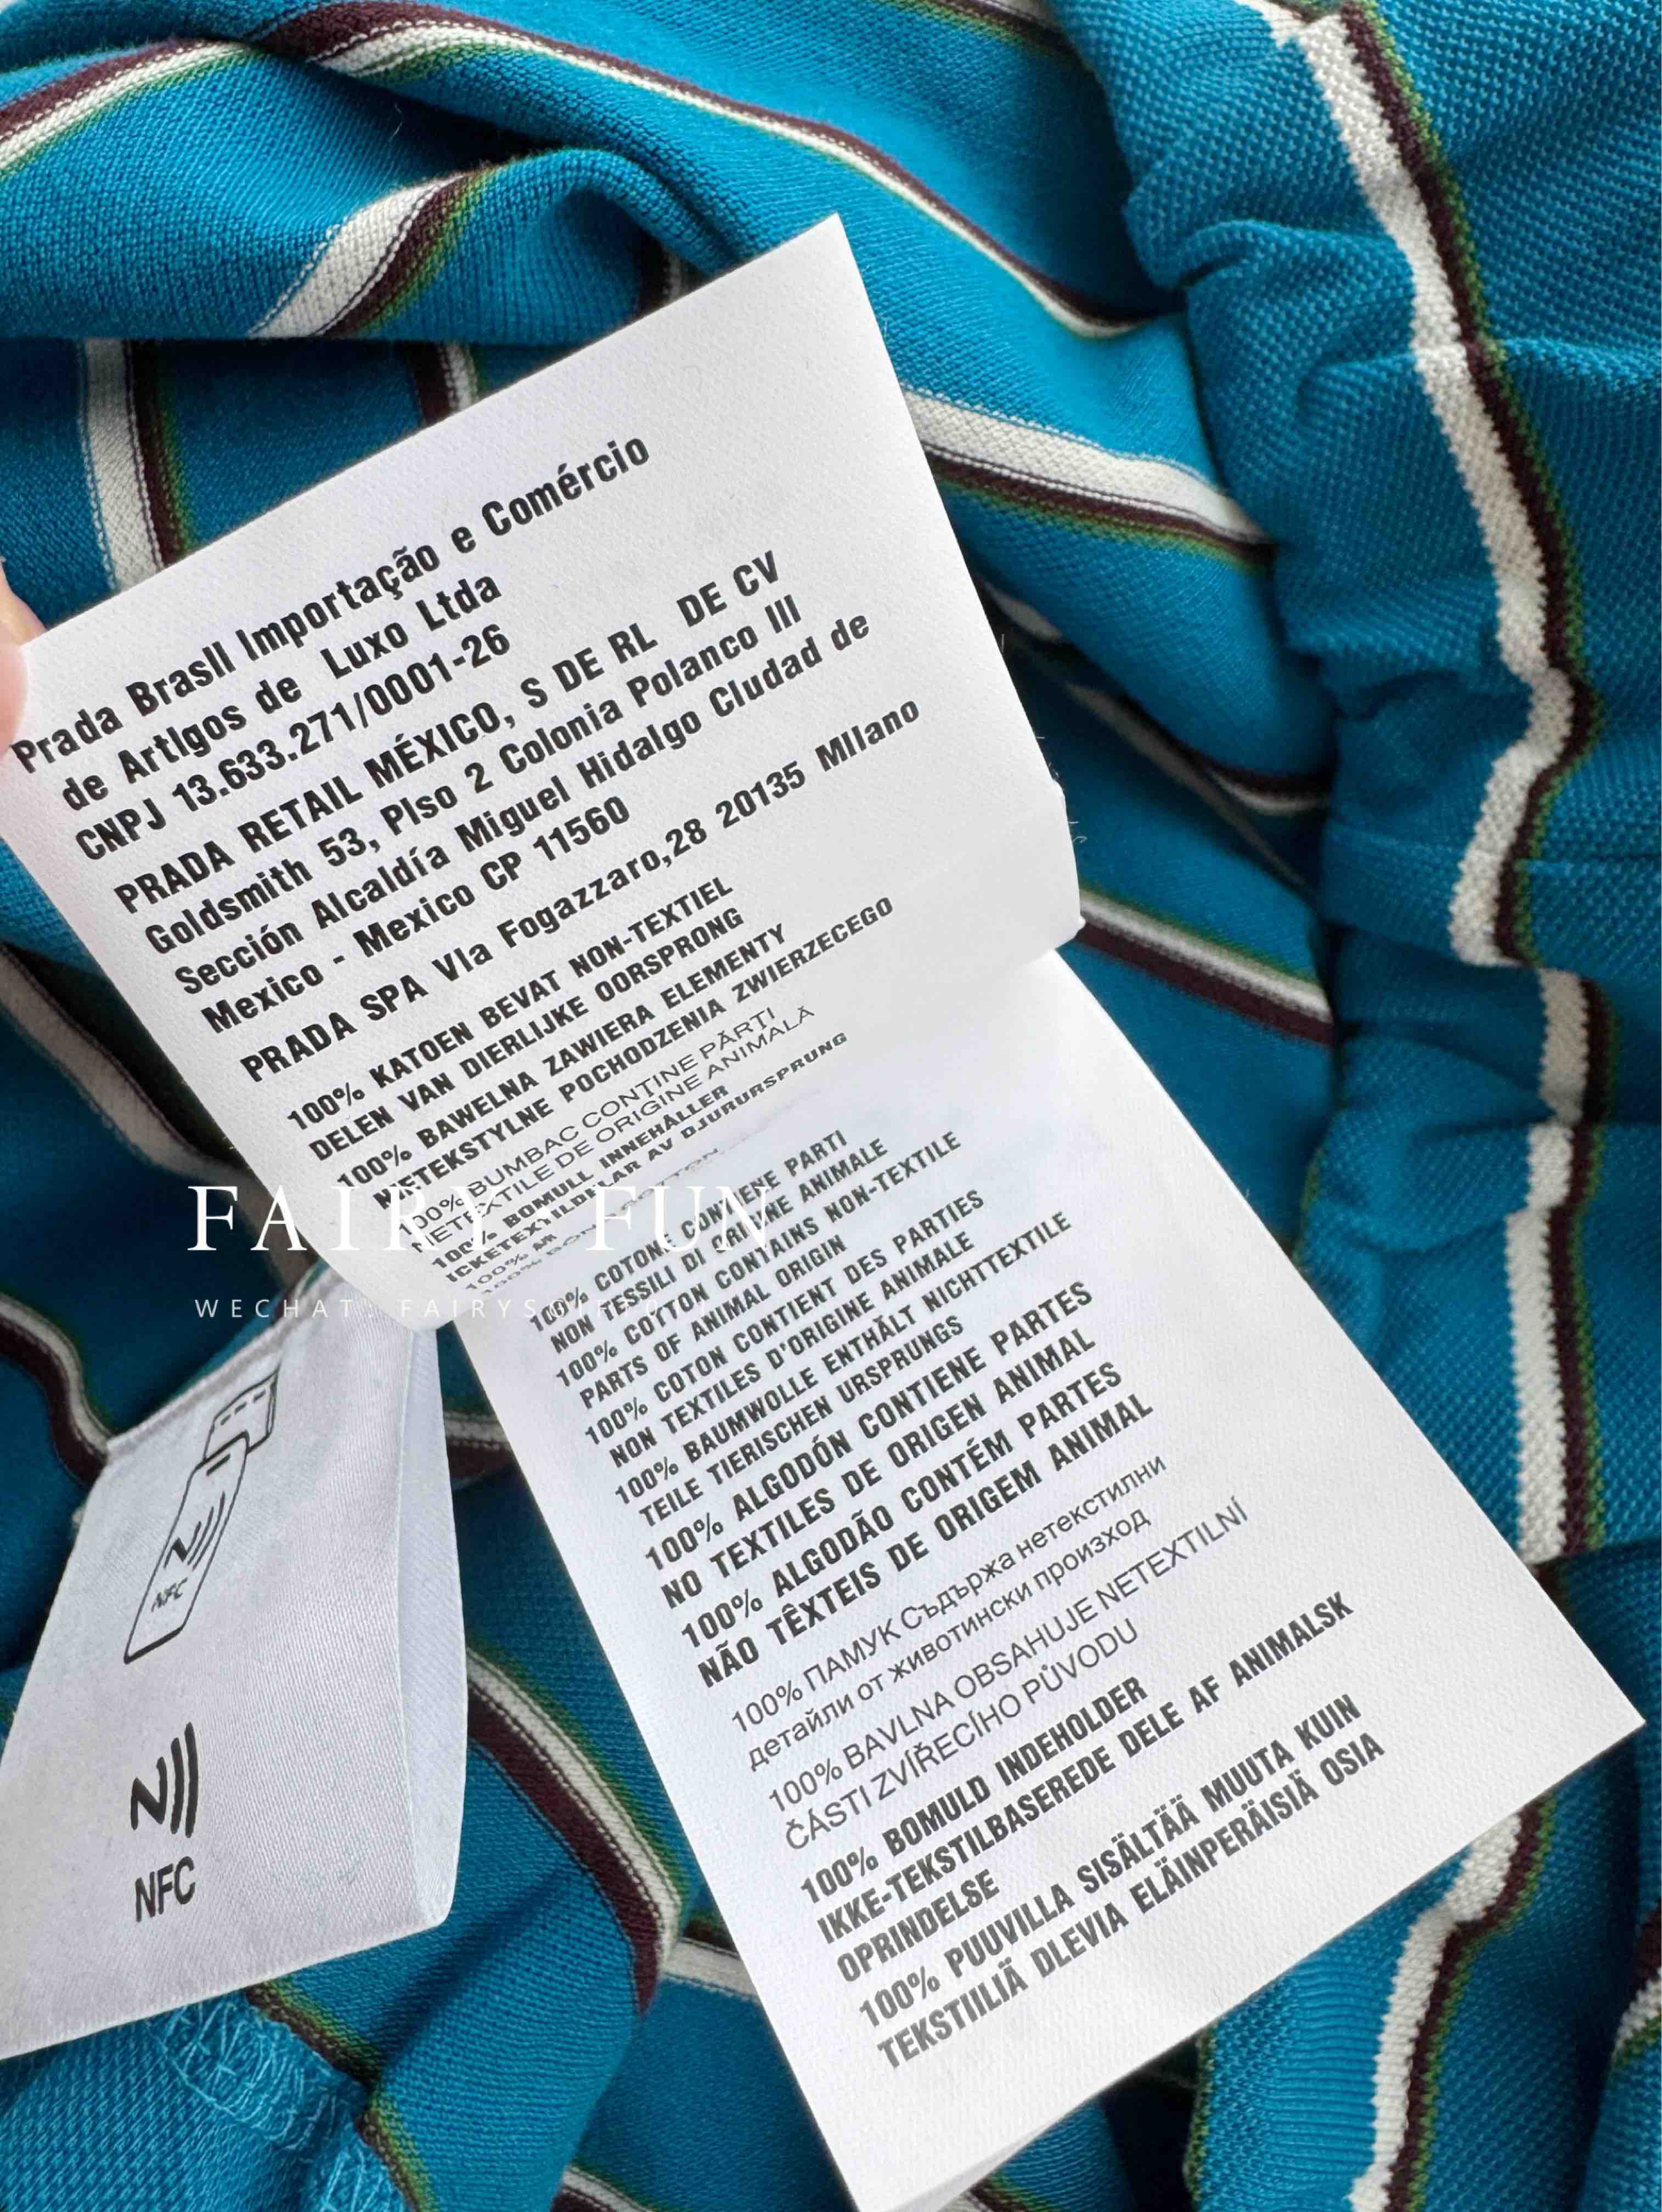 Prada BrasIl Importação e Comércio
de ArtIgos de Luxo Ltda
CNPJ 13.633.271/0001-26
PRADA RETAIL MÉXICO, S DE RL DE CV
Goldsmith 53, PIso 2 Colonia Polanco III
Sección Alcaldía Miguel Hidalgo CIudad de
Mexico - Mexico CP 11560
PRADA SPA VIa Fogazzaro,28 20135 MIlano
100% KATOEN BEVAT NON-TEXTIEL
DELEN VAN DIERLIJKE OORSPRONG
100% BAWELNA ZAWIERA ELEMENTY
NIETEKSTYLNE POCHODZENIA ZWIERZECEGO
100% BUMBAC CONTINE PĂRTI
NETEXTILE DE ORIGINE ANIMALĂ
100% BOMULL INNEHÅLLER
ICKETEXTILDELAR AV DJURURSPRUNG
100% COTONE CONTIENE PARTI
NON TESSILI DI ORIGINE ANIMALE
100% COTTON CONTAINS NON-TEXTILE
PARTS OF ANIMAL ORIGIN
100% COTON CONTIENT DES PARTIES
NON TEXTILES D'ORIGINE ANIMALE
100% BAUMWOLLE ENTHÄLT NICHTTEXTILE
TEILE TIERISCHEN URSPRUNGS
100% ALGODÓN CONTIENE PARTES
NO TEXTILES DE ORIGEN ANIMAL
100% ALGODÃO CONTÉM PARTES
NÃO TÊXTEIS DE ORIGEM ANIMAL
100% ПАМУК Съдържа нетекстилни
детайли от животински произход
100% BAVLNA OBSAHUJE NETEXTILNÍ
ČÁSTI ZVÍŘECÍHO PŮVODU
100% BOMULD INDEHOLDER
IKKE-TEKSTILBASEREDE DELE AF ANIMALSK
OPRINDELSE
100% PUUVILLA SISÄLTÄÄ MUUTA KUIN
TEKSTIILIÄ DLEVIA ELÄINPERÄISIÄ OSIA
NFC
NFC
FAIRY FUN
WECHAT